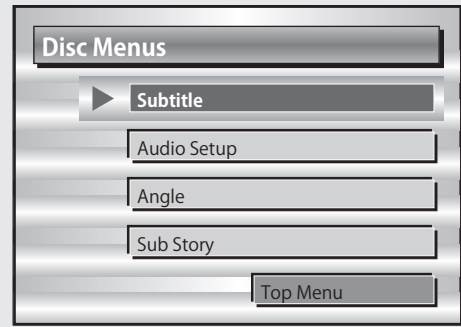 Disc Menus
Subtitle
Audio Setup
Angle
Sub Story
Top Menu